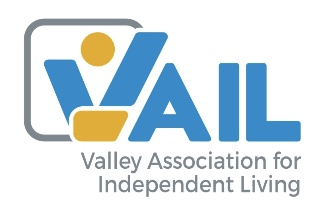 VAIL
Valley Association for
Independent Living